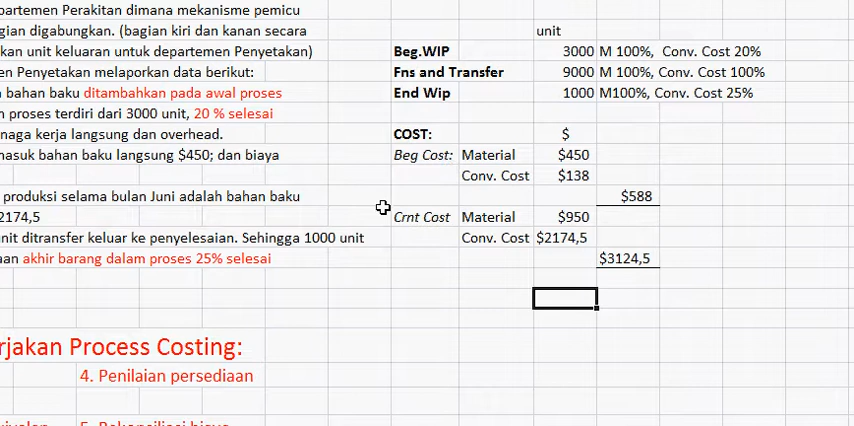 partemen Perakitan dimana mekanisme pemicu
gian digabungkan. (bagian kiri dan kanan secara
unit
kan unit keluaran untuk departemen Penyetakan)
Beg.WIP 3000 M 100%, Conv. Cost 20%
en Penyetakan melaporkan data berikut:
Fns and Transfer 9000 M 100%, Conv. Cost 100%
bahan baku ditambahkan pada awal proses
End Wip 1000 M100%, Conv. Cost 25%
proses terdiri dari 3000 unit, 20 % selesai
naga kerja langsung dan overhead.
COST: $
masuk bahan baku langsung $450; dan biaya
Beg Cost: Material $450
Conv. Cost $138
produksi selama bulan Juni adalah bahan baku
$588
2174,5
Crnt Cost Material $950
unit ditransfer keluar ke penyelesaian. Sehingga 1000 unit
Conv. Cost $2174,5
aan akhir barang dalam proses 25% selesai
$3124,5
rjakan Process Costing:
4. Penilaian persediaan